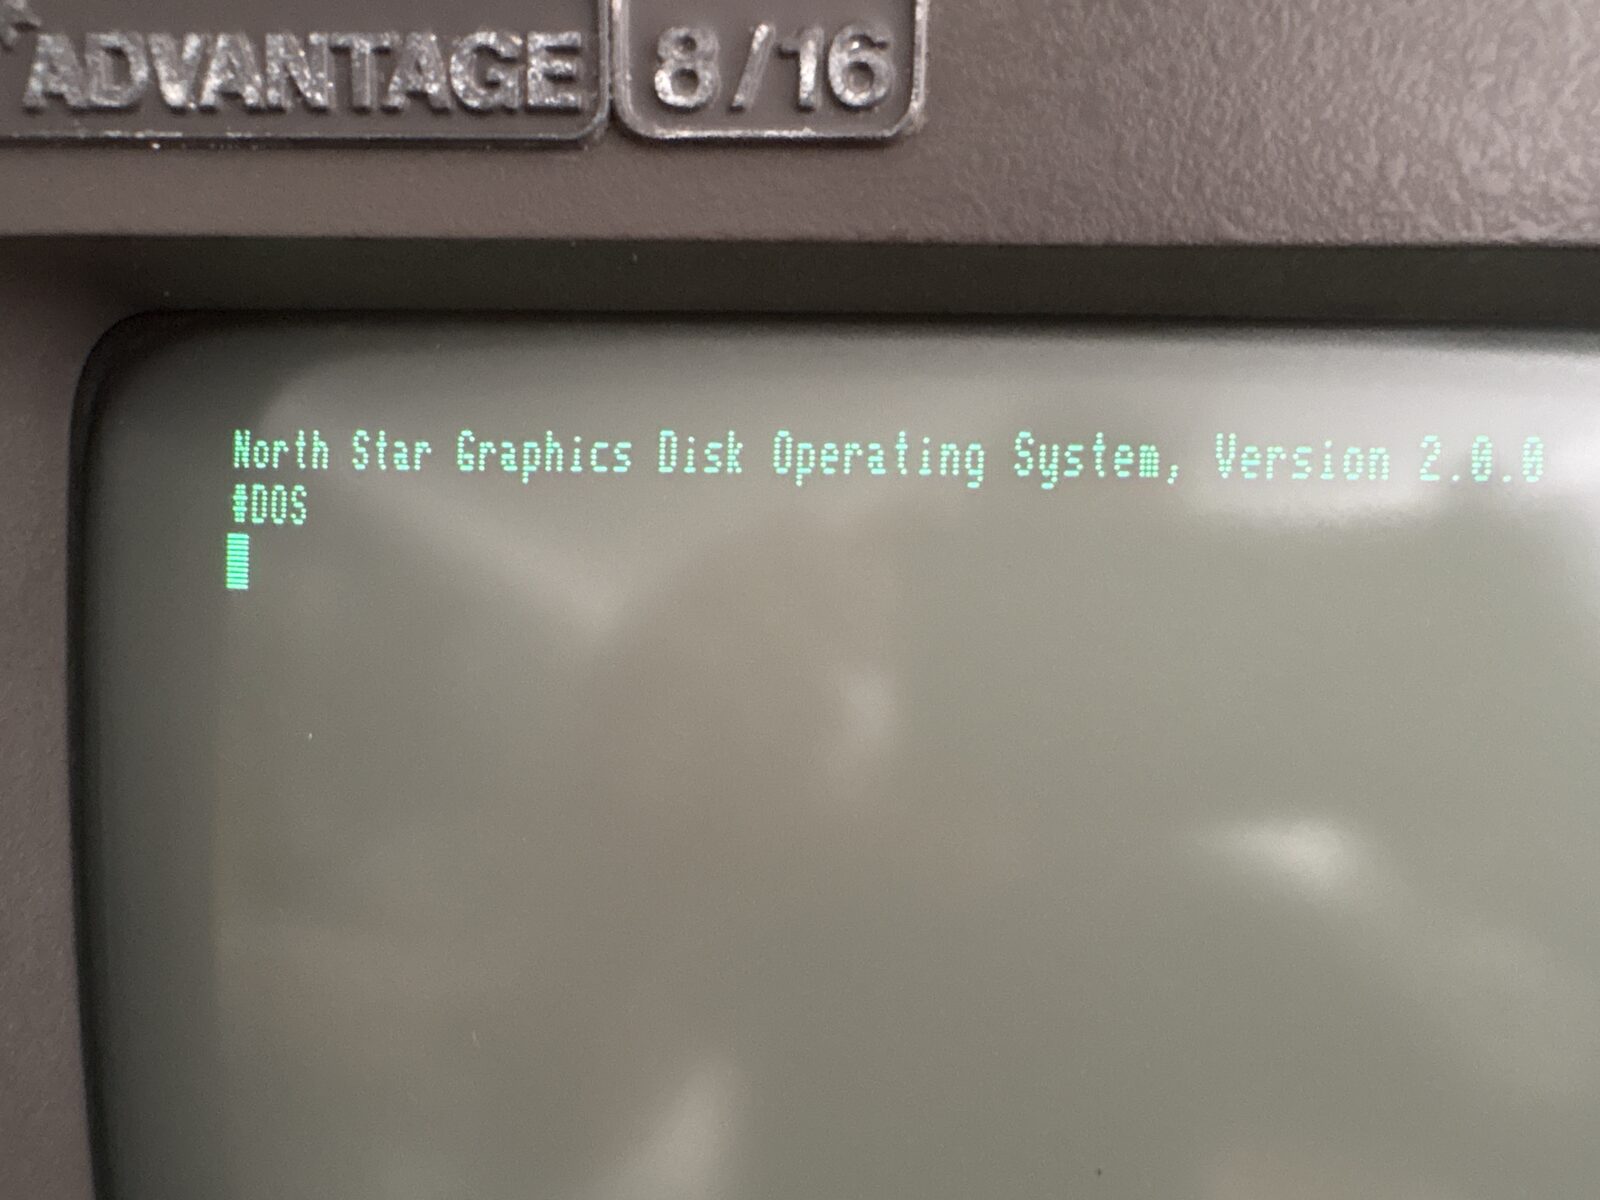 ADVANTAGE 8/16
North Star Graphics Disk Operating System, Version 2.0.0
#DOS